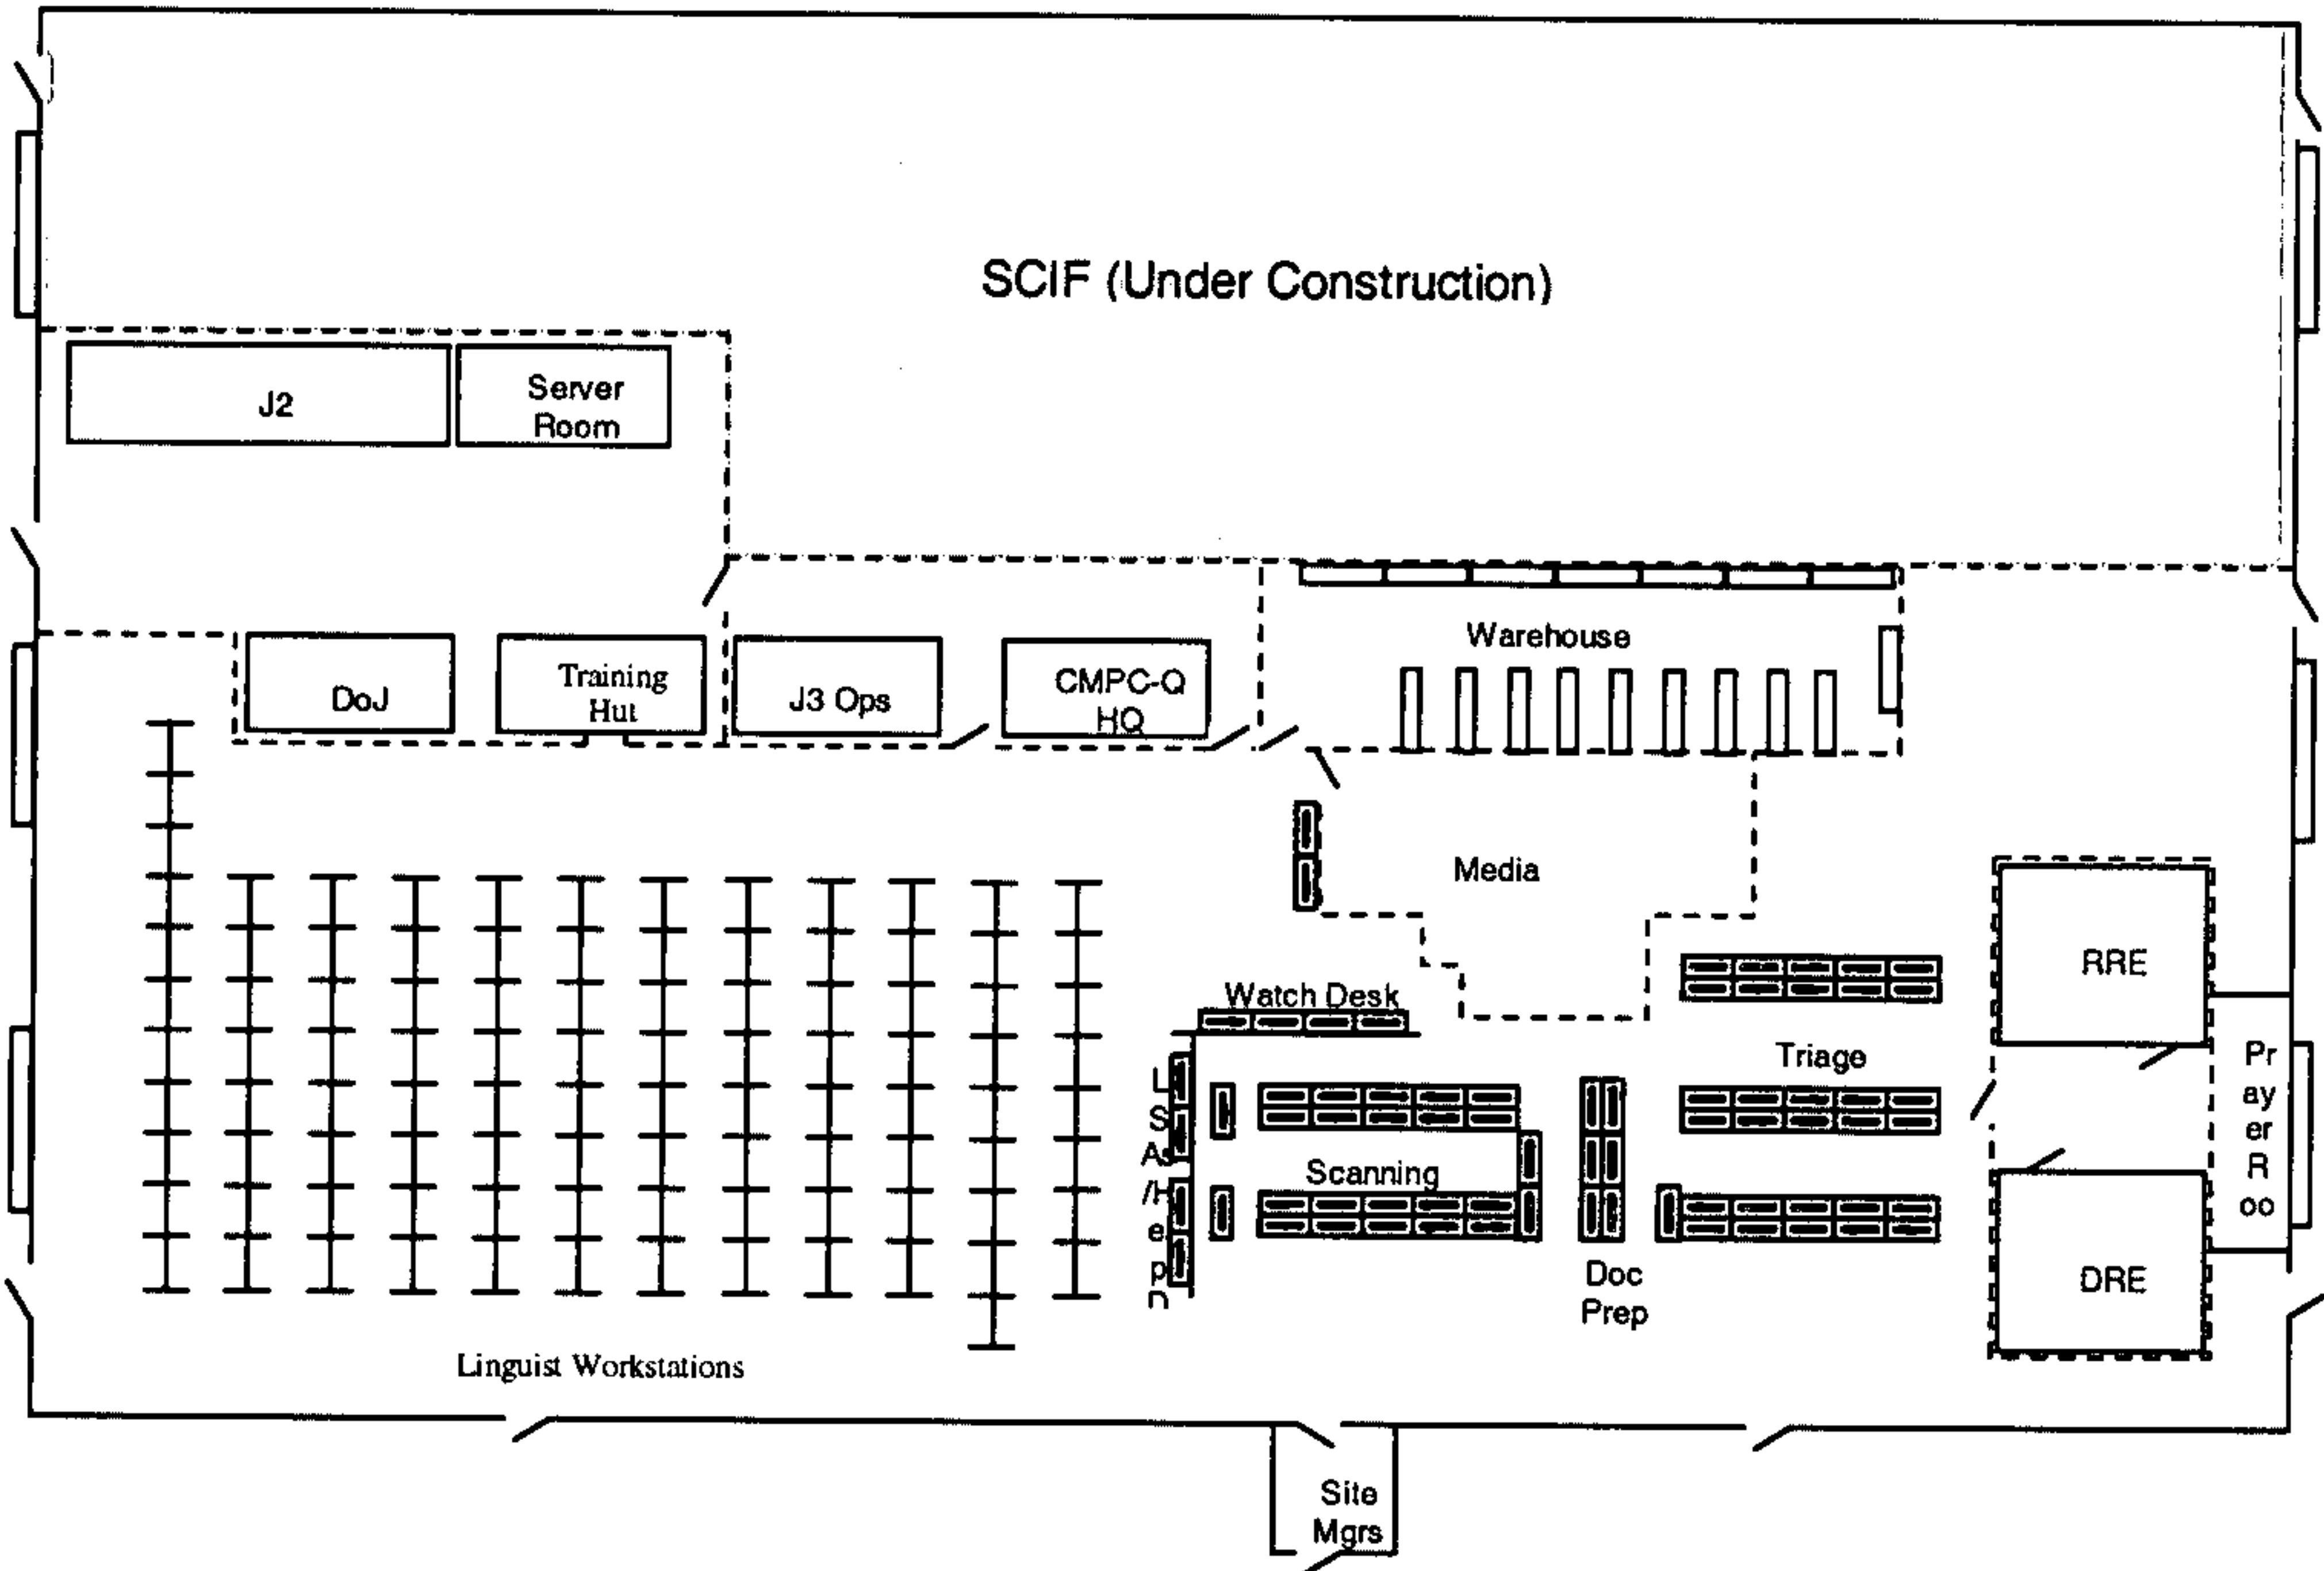 SCIF (Under Construction)
J2
Server
Room
DoJ
Training
Hut
J3 Ops
CMPC-Q
HQ
Warehouse
Media
Watch Desk
RRE
Triage
Pr
ay
er
R
oo
L
S
A
/H
e
p
Scanning
Doc
Prep
DRE
Linguist Workstations
Site
Mgrs